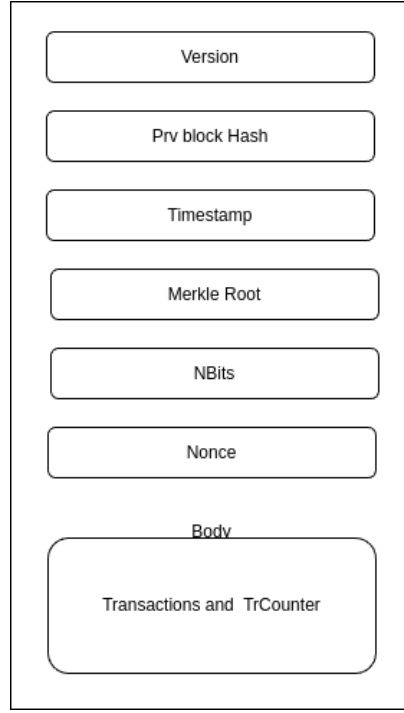 Version
Prv block Hash
Timestamp
Merkle Root
NBits
Nonce
Body
Transactions and  TrCounter